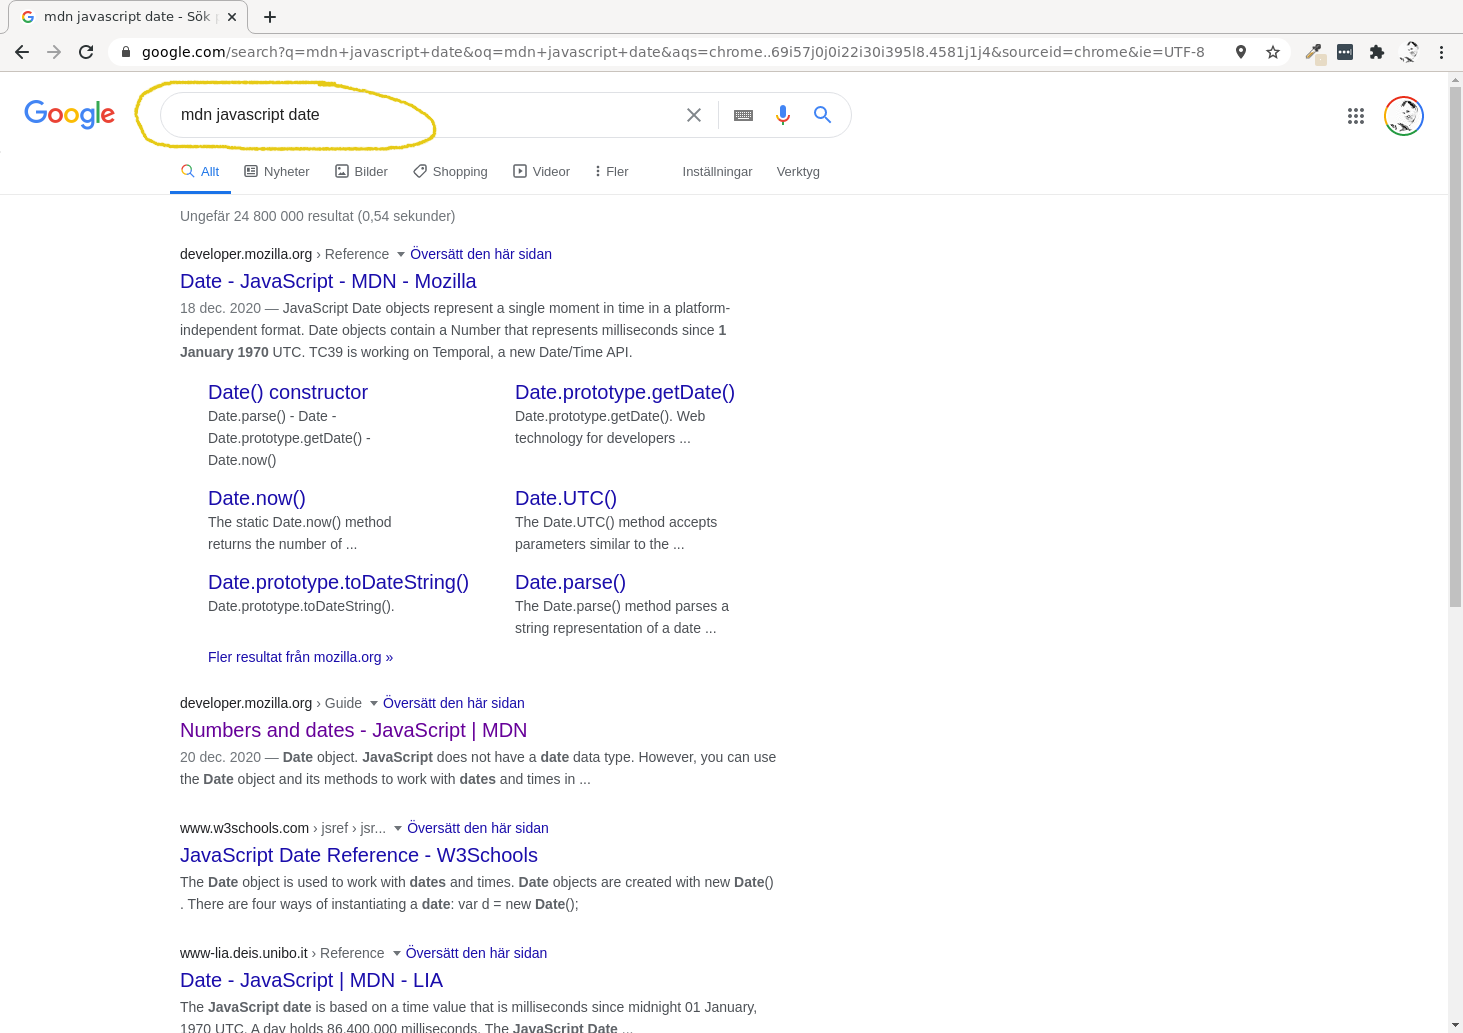 mdn javascript date - Sök
google.com/search?q=mdn+javascript+date&oq=mdn+javascript+date&aqs=chrome..69i57j0j0i22i30i395l8.4581j1j4&sourceid=chrome&ie=UTF-8
Google
mdn javascript date
Allt Nyheter Bilder Shopping Videor Fler Inställningar Verktyg
Ungefär 24 800 000 resultat (0,54 sekunder)
developer.mozilla.org › Reference Översätt den här sidan
Date - JavaScript - MDN - Mozilla
18 dec. 2020 — JavaScript Date objects represent a single moment in time in a platform-
independent format. Date objects contain a Number that represents milliseconds since 1
January 1970 UTC. TC39 is working on Temporal, a new Date/Time API.
Date() constructor
Date.parse() - Date -
Date.prototype.getDate() -
Date.now()
Date.prototype.getDate()
Date.prototype.getDate(). Web
technology for developers ...
Date.now()
The static Date.now() method
returns the number of ...
Date.UTC()
The Date.UTC() method accepts
parameters similar to the ...
Date.prototype.toDateString()
Date.prototype.toDateString().
Date.parse()
The Date.parse() method parses a
string representation of a date ...
Fler resultat från mozilla.org »
developer.mozilla.org › Guide Översätt den här sidan
Numbers and dates - JavaScript | MDN
20 dec. 2020 — Date object. JavaScript does not have a date data type. However, you can use
the Date object and its methods to work with dates and times in ...
www.w3schools.com › jsref › jsr... Översätt den här sidan
JavaScript Date Reference - W3Schools
The Date object is used to work with dates and times. Date objects are created with new Date()
. There are four ways of instantiating a date: var d = new Date();
www-lia.deis.unibo.it › Reference Översätt den här sidan
Date - JavaScript | MDN - LIA
The JavaScript date is based on a time value that is milliseconds since midnight 01 January,
1970 UTC. A day holds 86,400,000 milliseconds. The JavaScript Date ...